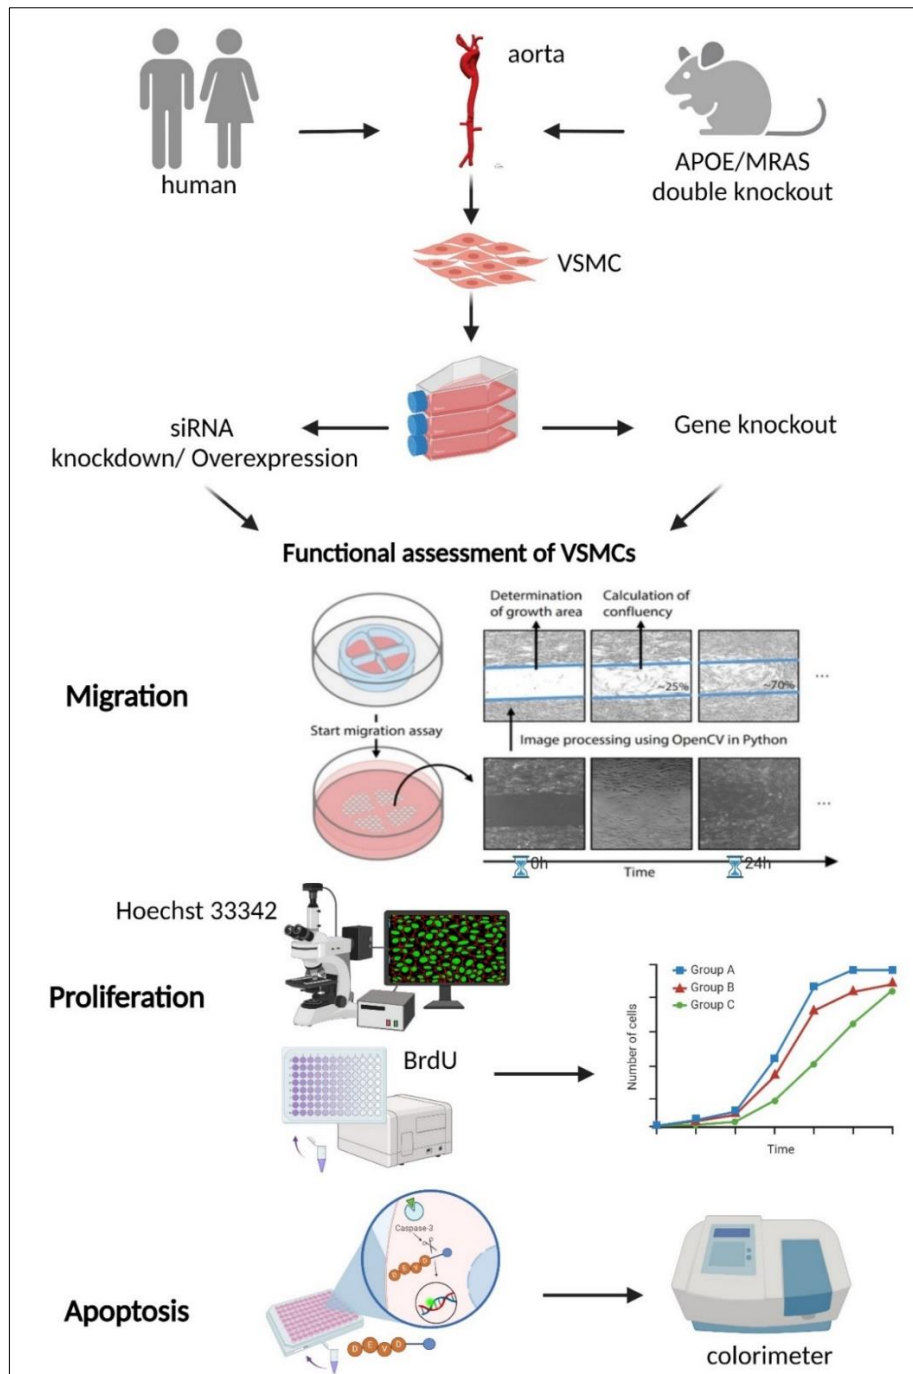 aorta
human
APOE/MRAS
double knockout
VSMC
siRNA
knockdown/ Overexpression
Gene knockout
Functional assessment of VSMCs
Migration
Start migration assay
Determination
of growth area
Calculation of
confluency
~25%
~70%
...
Image processing using OpenCV in Python
...
0h
Time
24h
Hoechst 33342
Proliferation
BrdU
Group A
Group B
Group C
Number of cells
Time
Apoptosis
Caspase-3
D E V D
D E V D
colorimeter